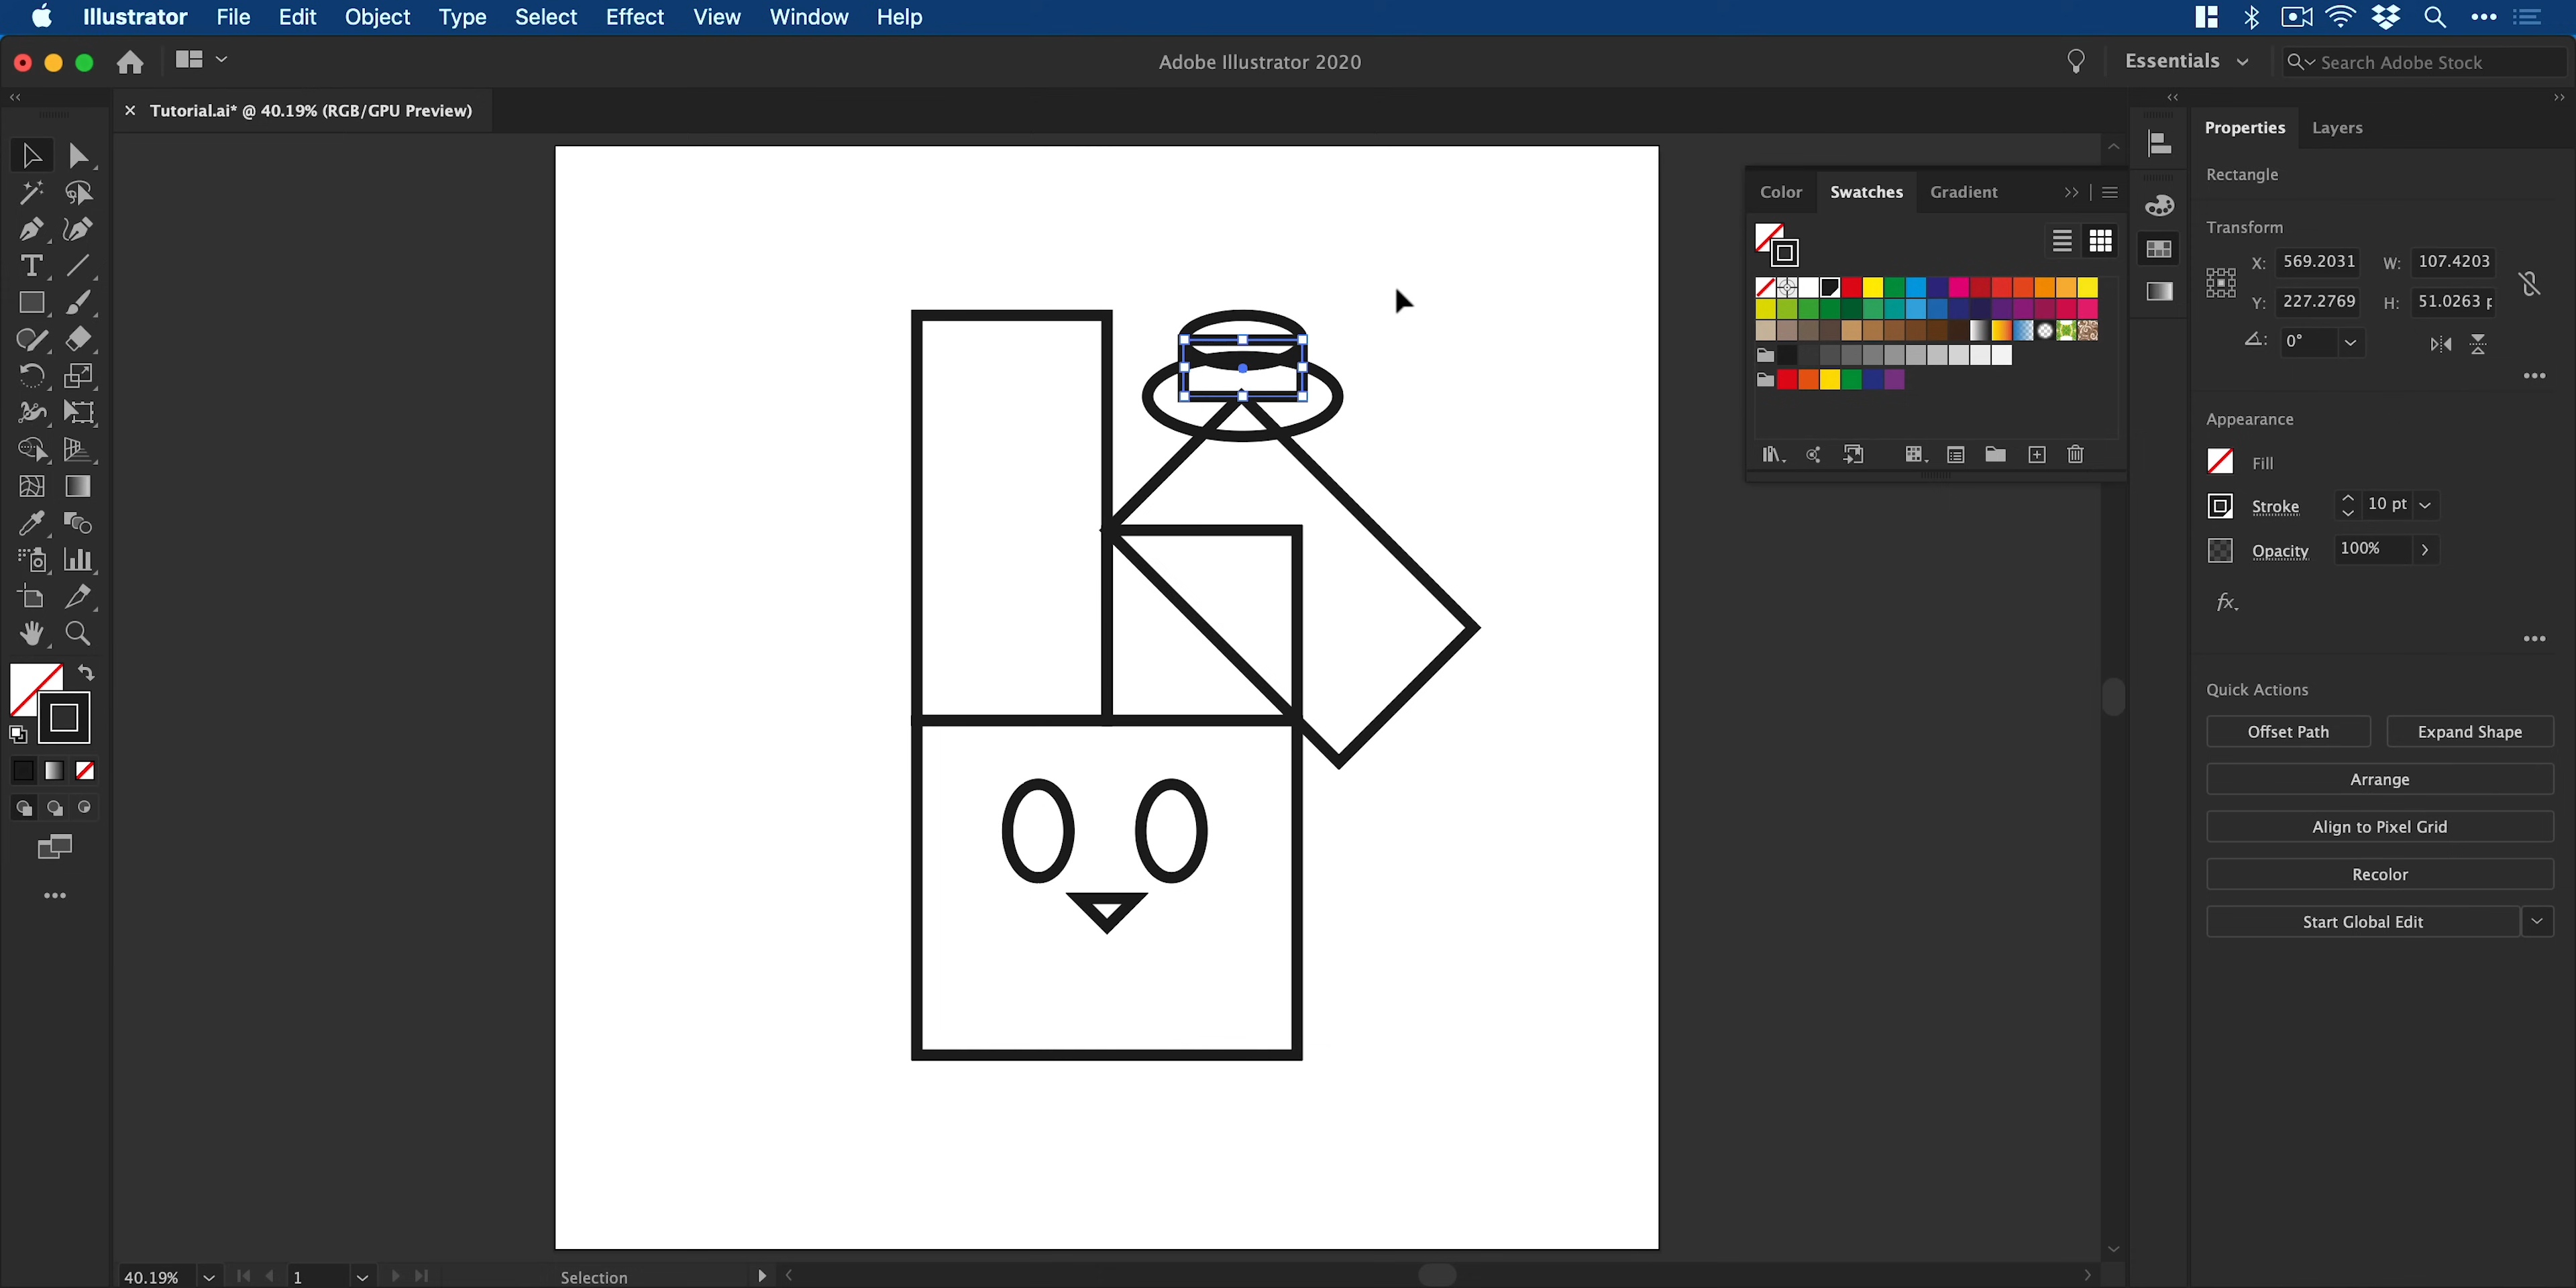 Illustrator File Edit Object Type Select Effect View Window Help
Adobe Illustrator 2020
Essentials
Search Adobe Stock
Tutorial.ai* @ 40.19% (RGB/GPU Preview)
Color Swatches Gradient
Properties Layers
Rectangle
Transform
X: 569.2031 W: 107.4203
Y: 227.2769 H: 51.0263 p
0°
Appearance
Fill
Stroke 10 pt
Opacity 100%
fx
Quick Actions
Offset Path Expand Shape
Arrange
Align to Pixel Grid
Recolor
Start Global Edit
40.19% 1 Selection